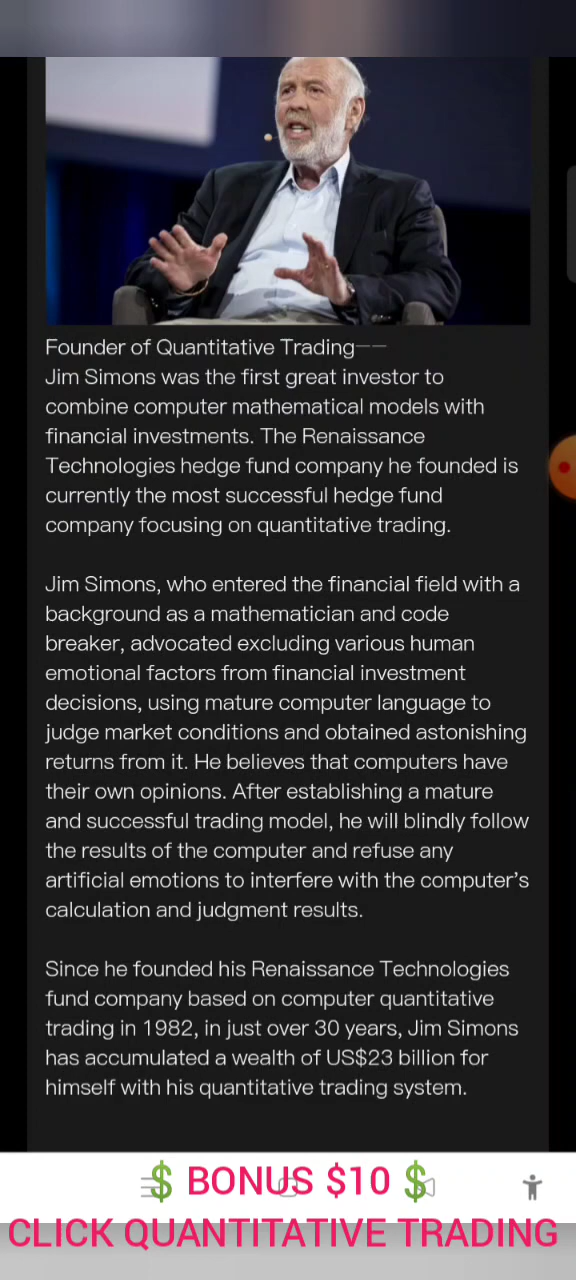 Founder of Quantitative Trading——
Jim Simons was the first great investor to
combine computer mathematical models with
financial investments. The Renaissance
Technologies hedge fund company he founded is
currently the most successful hedge fund
company focusing on quantitative trading.
Jim Simons, who entered the financial field with a
background as a mathematician and code
breaker, advocated excluding various human
emotional factors from financial investment
decisions, using mature computer language to
judge market conditions and obtained astonishing
returns from it. He believes that computers have
their own opinions. After establishing a mature
and successful trading model, he will blindly follow
the results of the computer and refuse any
artificial emotions to interfere with the computer's
calculation and judgment results.
Since he founded his Renaissance Technologies
fund company based on computer quantitative
trading in 1982, in just over 30 years, Jim Simons
has accumulated a wealth of US$23 billion for
himself with his quantitative trading system.
💲 BONUS $10 💲
CLICK QUANTITATIVE TRADING